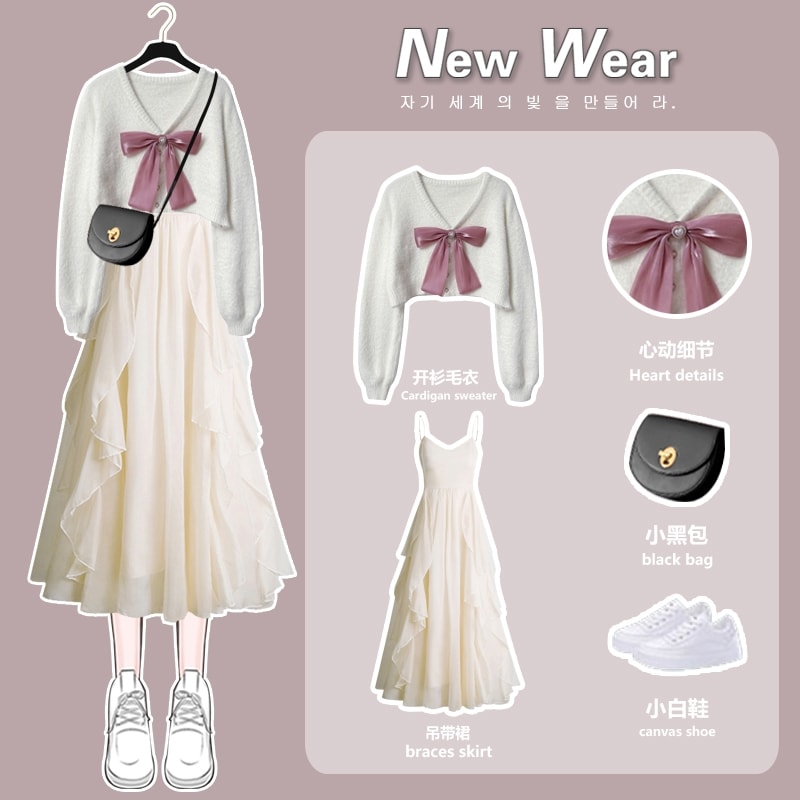 New Wear
자기 세계 의 빛 을 만들어 라.
开衫毛衣
Cardigan sweater
心动细节
Heart details
小黑包
black bag
吊带裙
braces skirt
小白鞋
canvas shoe